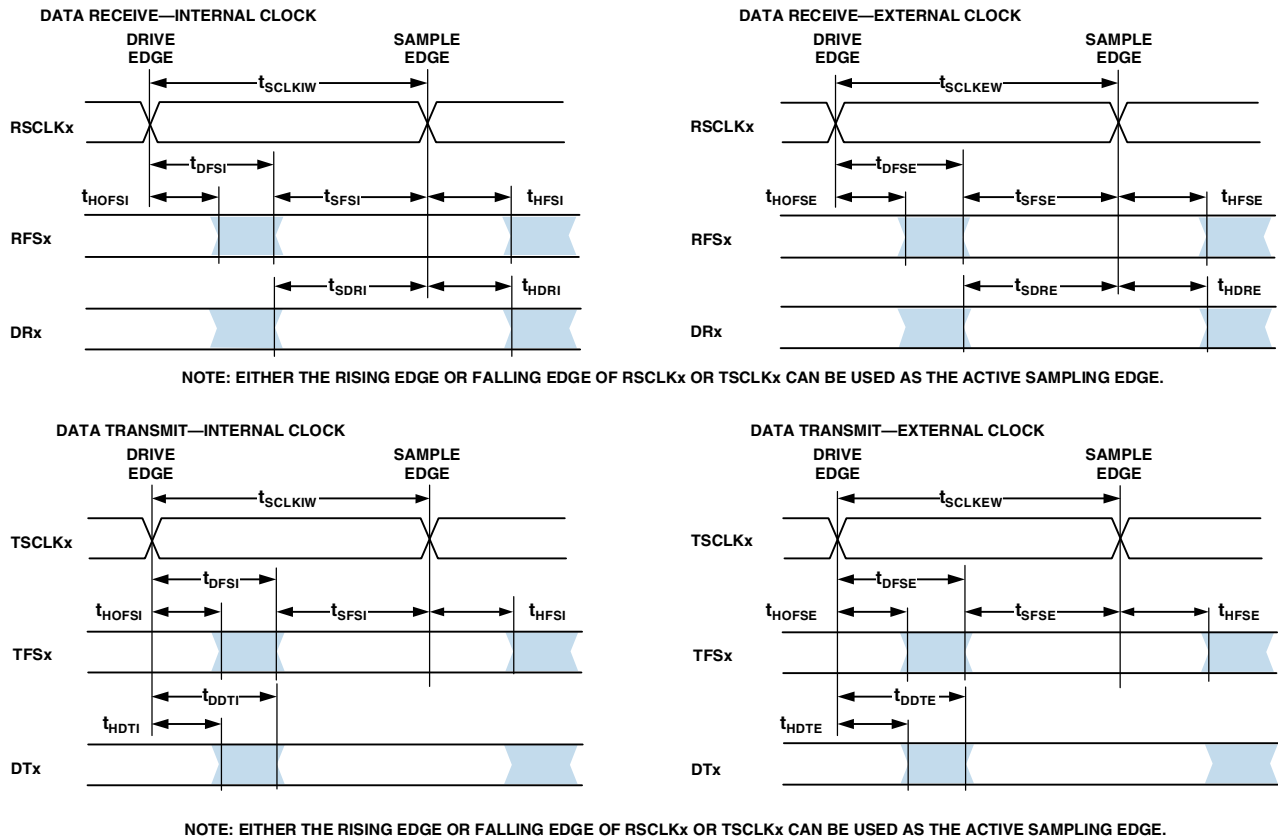 DATA RECEIVE—INTERNAL CLOCK
DRIVE
EDGE
SAMPLE
EDGE
tSCLKIW
RSCLKx
tDFSI
tHOFSI
tSFSI
tHFSI
RFSx
tSDRI
tHDRI
DRx
DATA RECEIVE—EXTERNAL CLOCK
DRIVE
EDGE
SAMPLE
EDGE
tSCLKEW
RSCLKx
tDFSE
tHOFSE
tSFSE
tHFSE
RFSx
tSDRE
tHDRE
DRx
NOTE: EITHER THE RISING EDGE OR FALLING EDGE OF RSCLKx OR TSCLKx CAN BE USED AS THE ACTIVE SAMPLING EDGE.
DATA TRANSMIT—INTERNAL CLOCK
DRIVE
EDGE
SAMPLE
EDGE
tSCLKIW
TSCLKx
tDFSI
tHOFSI
tSFSI
tHFSI
TFSx
tDDTI
tHDTI
DTx
DATA TRANSMIT—EXTERNAL CLOCK
DRIVE
EDGE
SAMPLE
EDGE
tSCLKEW
TSCLKx
tDFSE
tHOFSE
tSFSE
tHFSE
TFSx
tDDTE
tHDTE
DTx
NOTE: EITHER THE RISING EDGE OR FALLING EDGE OF RSCLKx OR TSCLKx CAN BE USED AS THE ACTIVE SAMPLING EDGE.